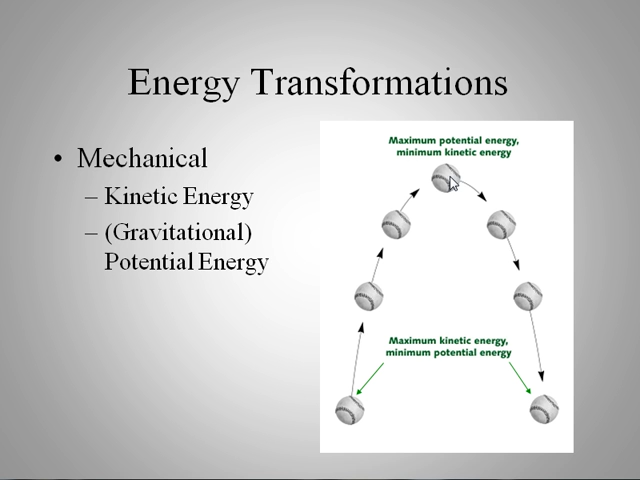 Energy Transformations
• Mechanical
– Kinetic Energy
– (Gravitational)
Potential Energy
Maximum potential energy,
minimum kinetic energy
Maximum kinetic energy,
minimum potential energy